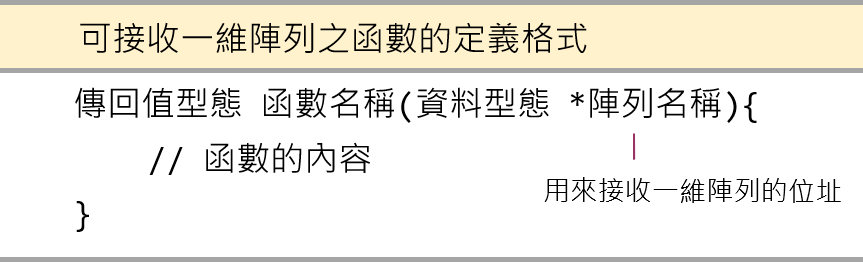 可接收一維陣列之函數的定義格式
傳回值型態 函數名稱(資料型態 *陣列名稱){
// 函數的內容
用來接收一維陣列的位址
}